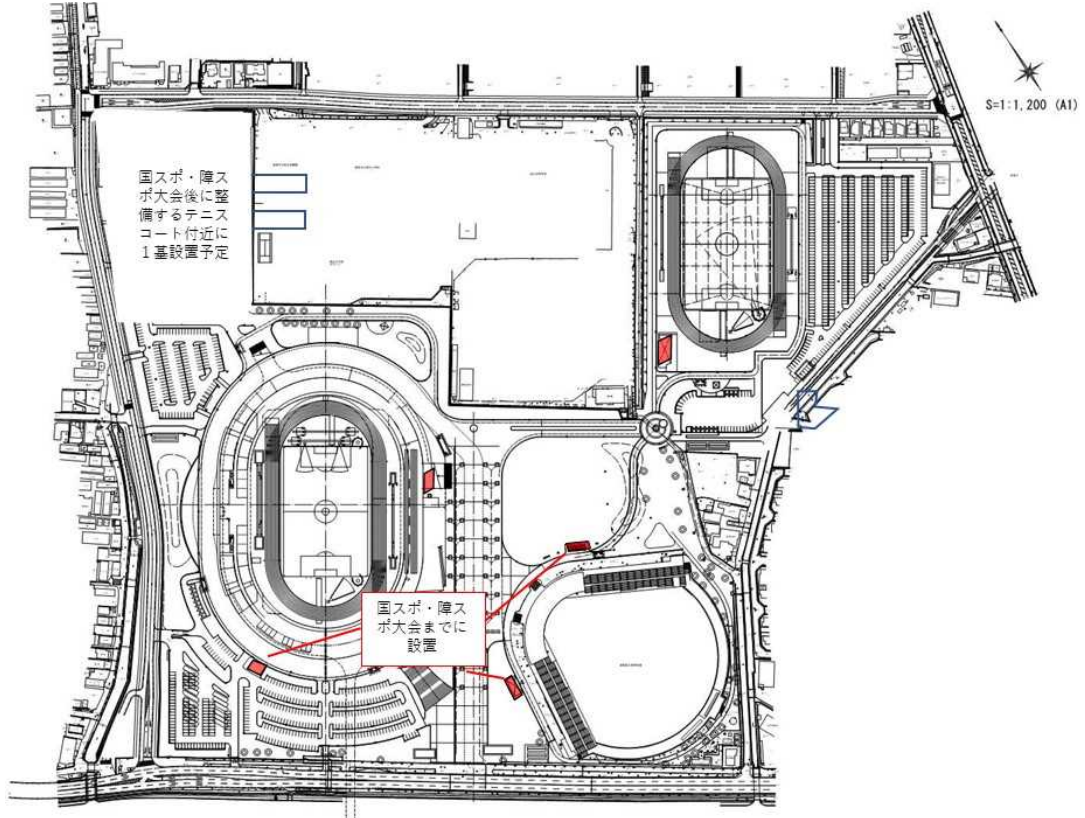 S=1:1,200 (A1)
国スポ・障ス
ポ大会後に整
備するテニス
コート付近に
１基設置予定
国スポ・障ス
ポ大会までに
設置